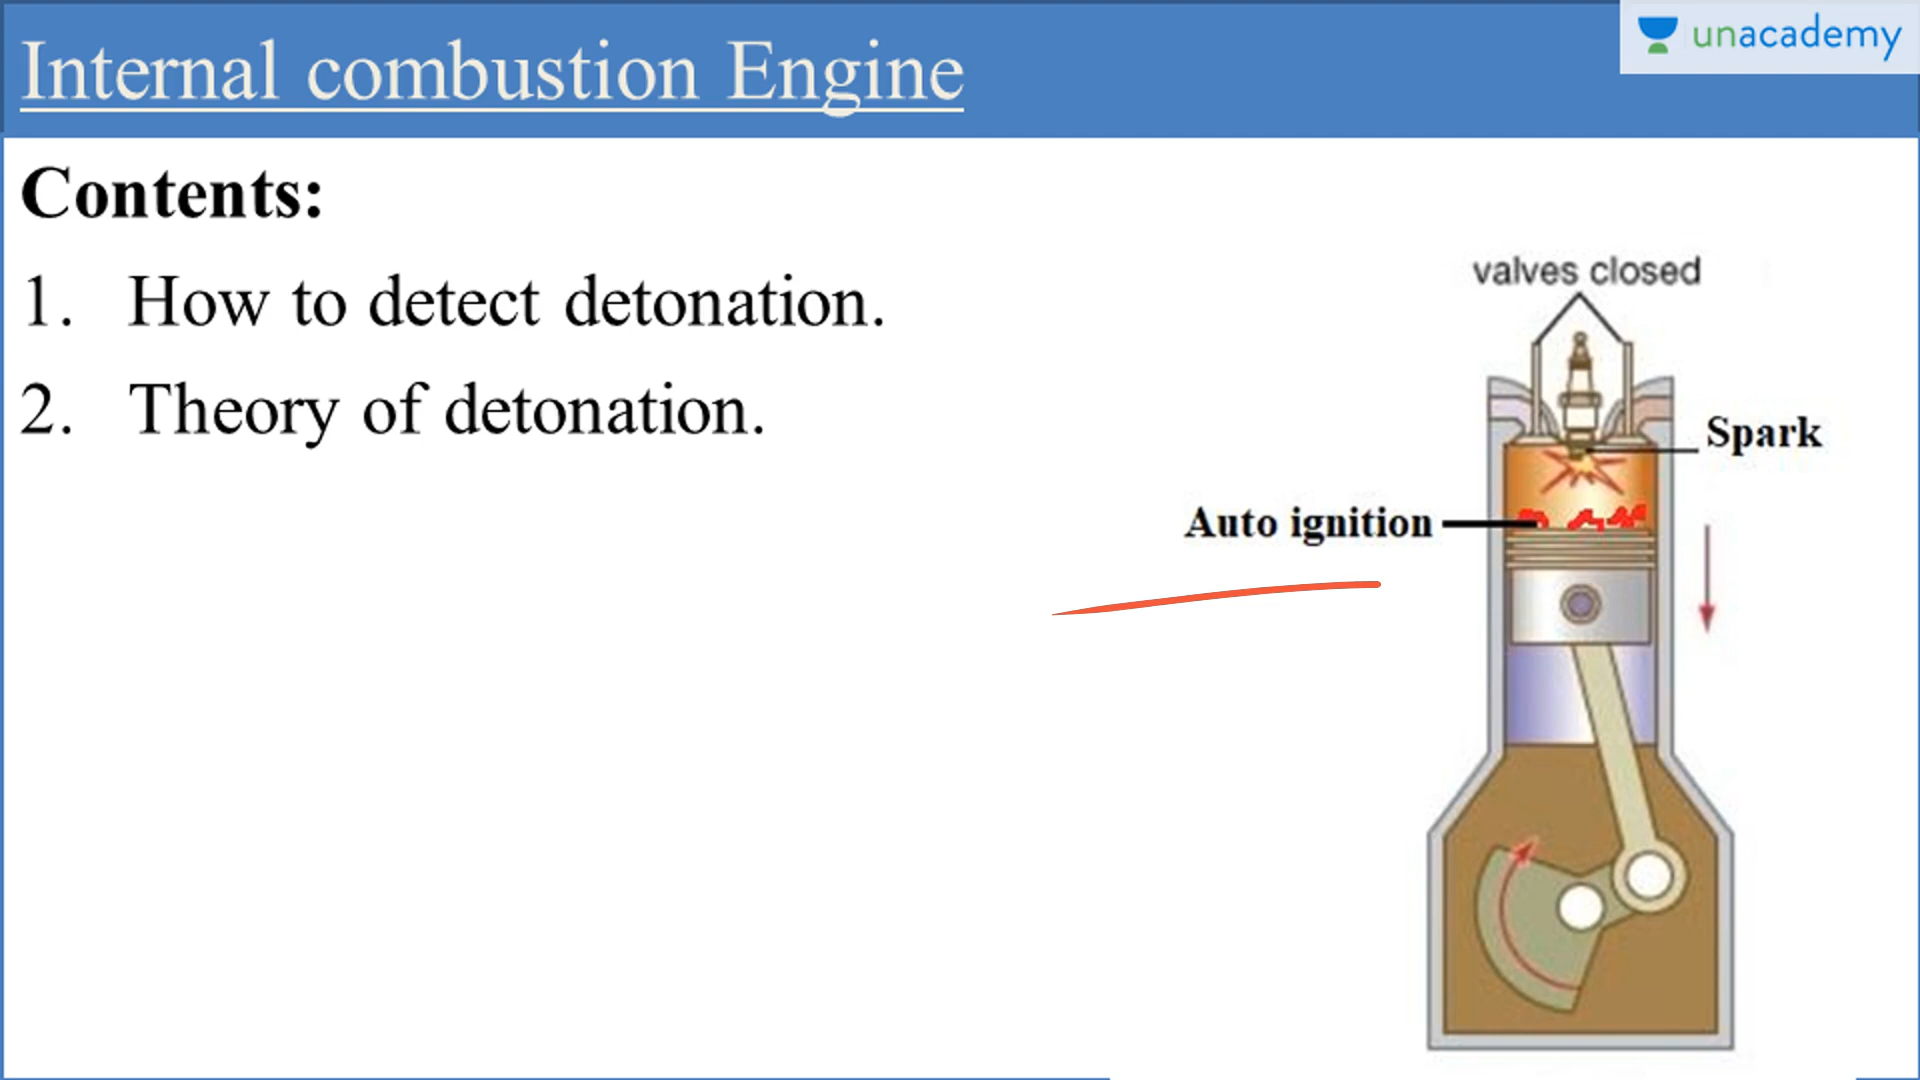 Internal combustion Engine
unacademy
Contents:
1. How to detect detonation.
2. Theory of detonation.
valves closed
Spark
Auto ignition